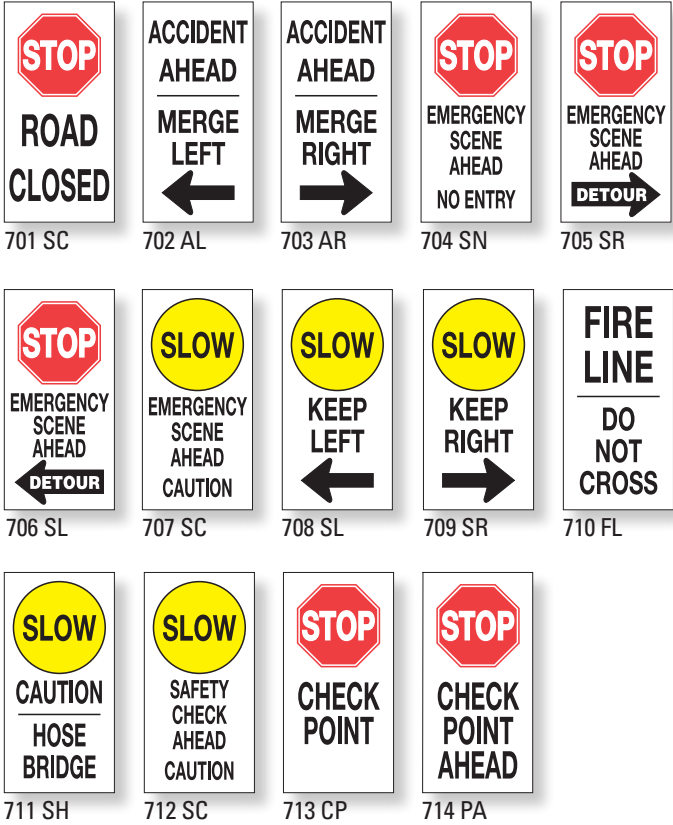 STOP
ROAD
CLOSED
701 SC
ACCIDENT
AHEAD
MERGE
LEFT
702 AL
ACCIDENT
AHEAD
MERGE
RIGHT
703 AR
STOP
EMERGENCY
SCENE
AHEAD
NO ENTRY
704 SN
STOP
EMERGENCY
SCENE
AHEAD
DETOUR
705 SR
STOP
EMERGENCY
SCENE
AHEAD
DETOUR
706 SL
SLOW
EMERGENCY
SCENE
AHEAD
CAUTION
707 SC
SLOW
KEEP
LEFT
708 SL
SLOW
KEEP
RIGHT
709 SR
FIRE
LINE
DO
NOT
CROSS
710 FL
SLOW
CAUTION
HOSE
BRIDGE
711 SH
SLOW
SAFETY
CHECK
AHEAD
CAUTION
712 SC
STOP
CHECK
POINT
713 CP
STOP
CHECK
POINT
AHEAD
714 PA